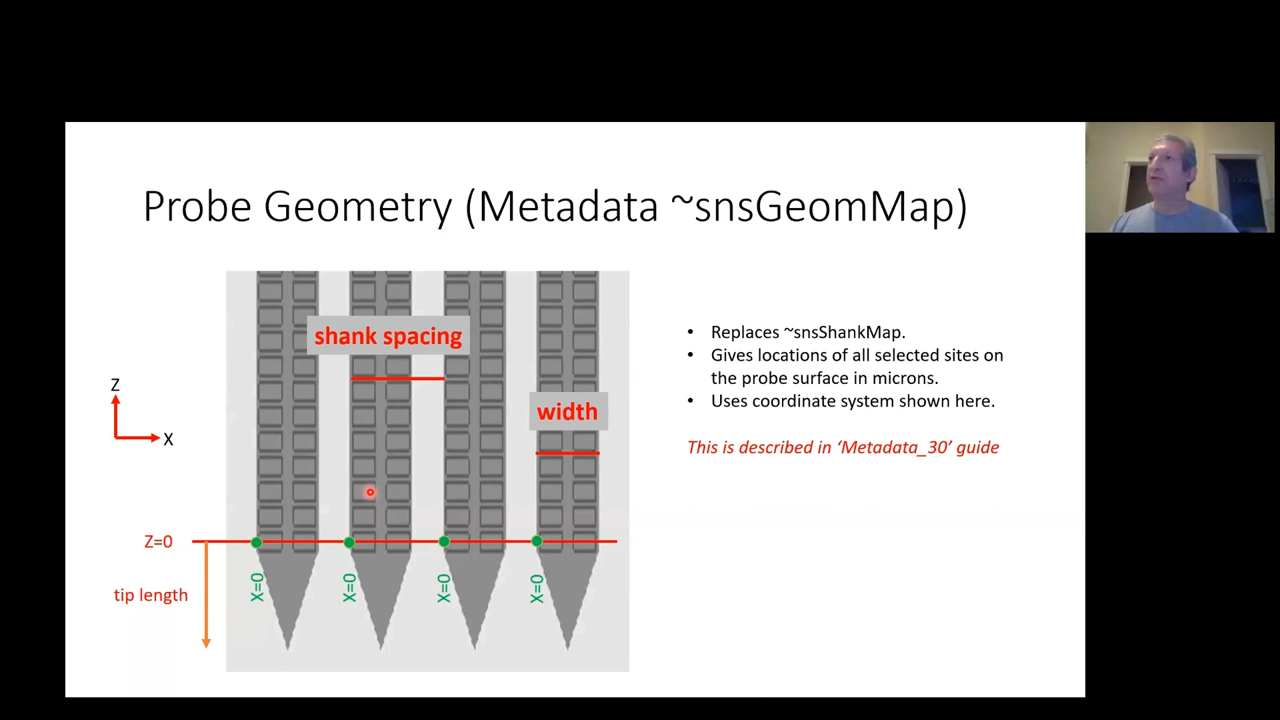 Probe Geometry (Metadata ~snsGeomMap)
shank spacing
width
Z
X
Z=0
tip length
X=0
X=0
X=0
X=0
• Replaces ~snsShankMap.
• Gives locations of all selected sites on
the probe surface in microns.
• Uses coordinate system shown here.
This is described in ‘Metadata_30’ guide